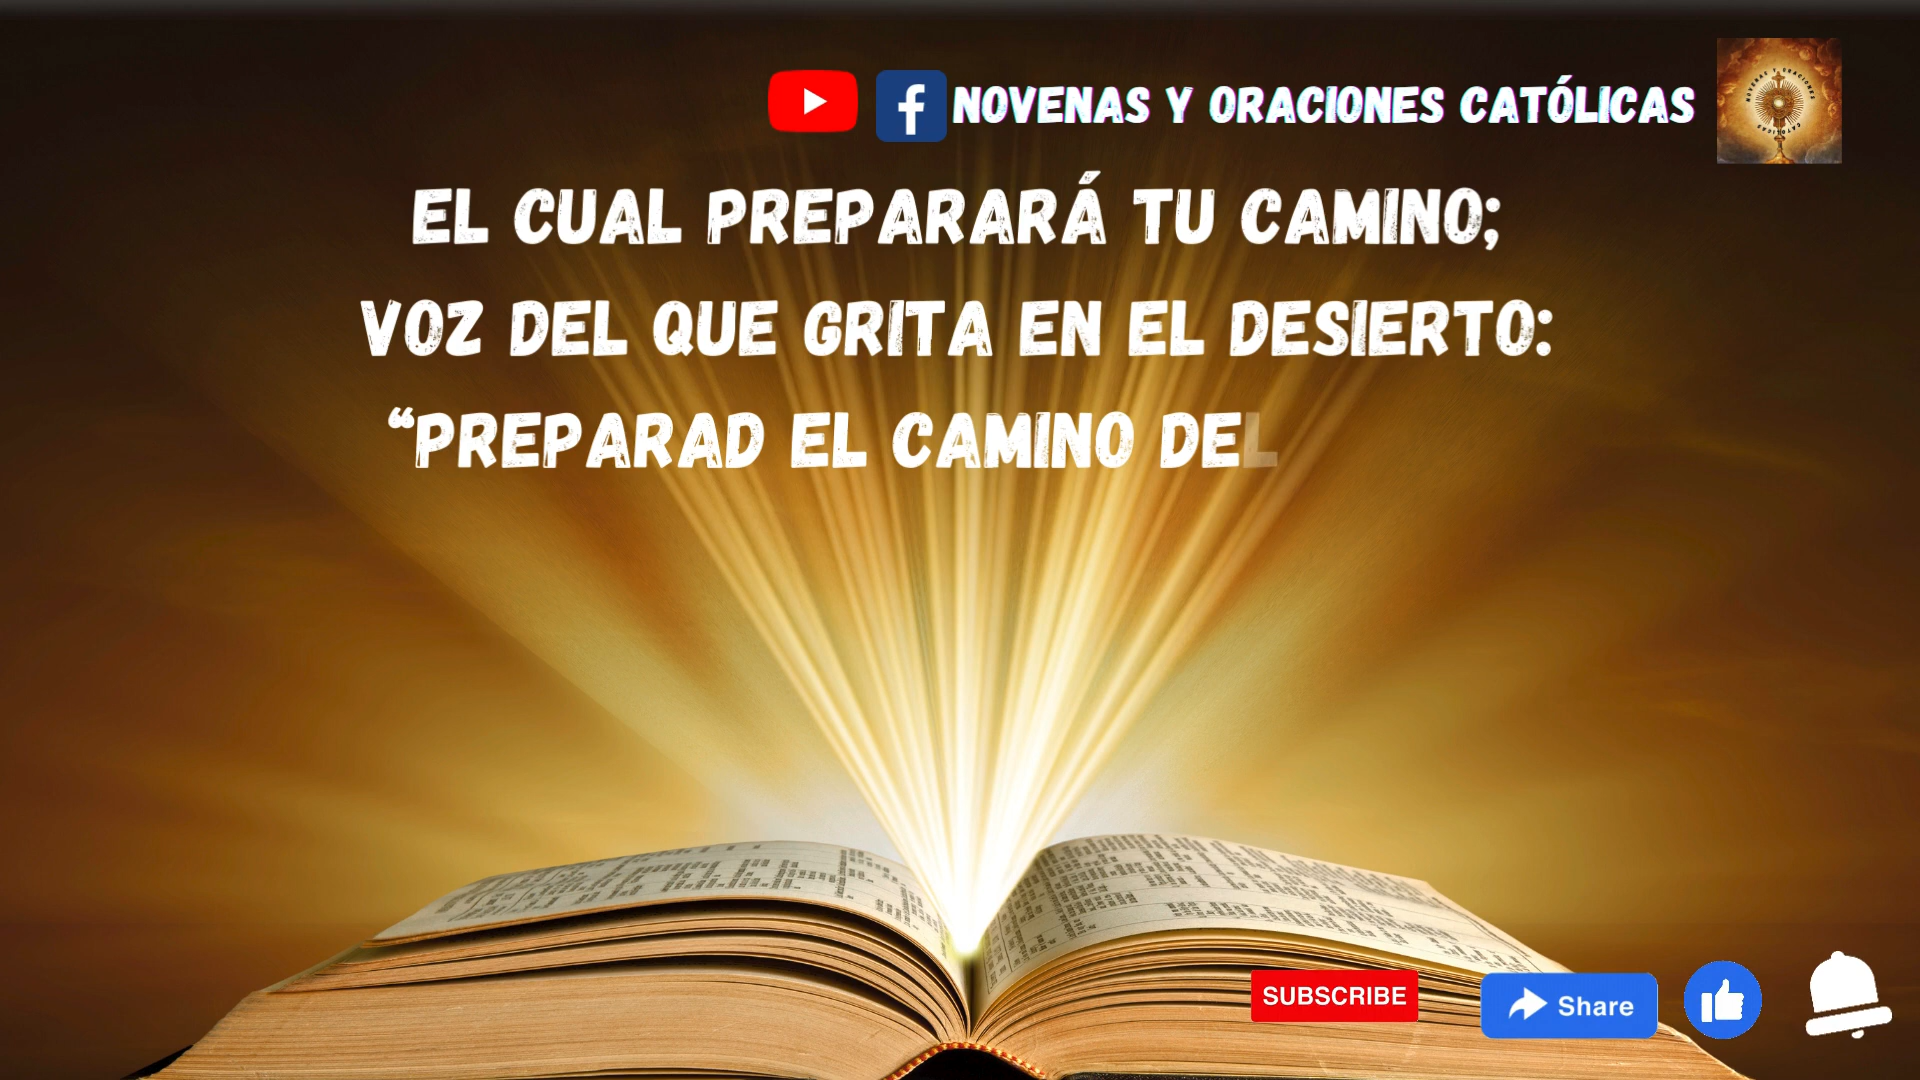 NOVENAS Y ORACIONES CATÓLICAS
EL CUAL PREPARARÁ TU CAMINO;
VOZ DEL QUE GRITA EN EL DESIERTO:
“PREPARAD EL CAMINO DEL
SUBSCRIBE
Share